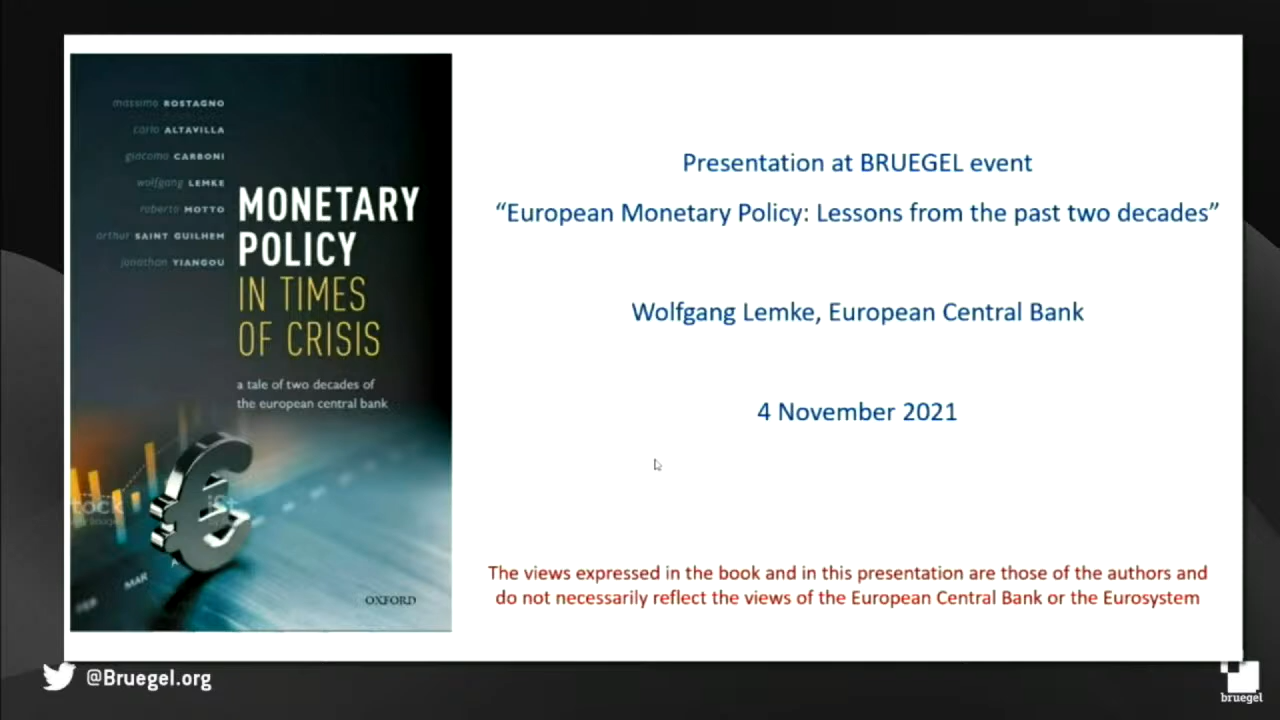 massimo ROSTAGNO
carlo ALTAVILLA
giacomo CARBONI
wolfgang LEMKE
roberto MOTTO
arthur SAINT GUILHEM
jonathan YIANGOU
MONETARY
POLICY
IN TIMES
OF CRISIS
a tale of two decades of
the european central bank
tock
MAR
OXFORD
Presentation at BRUEGEL event
“European Monetary Policy: Lessons from the past two decades”
Wolfgang Lemke, European Central Bank
4 November 2021
The views expressed in the book and in this presentation are those of the authors and
do not necessarily reflect the views of the European Central Bank or the Eurosystem
@Bruegel.org
bruegel